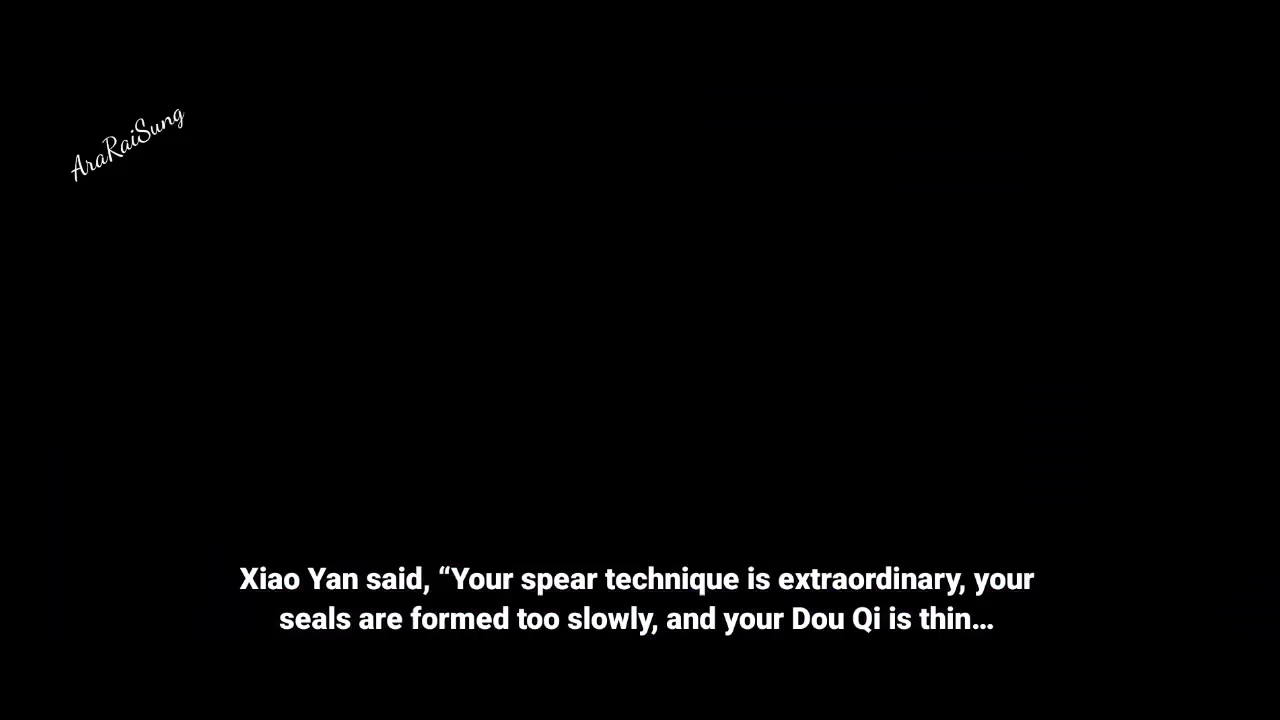 AraRaiSung
Xiao Yan said, “Your spear technique is extraordinary, your
seals are formed too slowly, and your Dou Qi is thin...